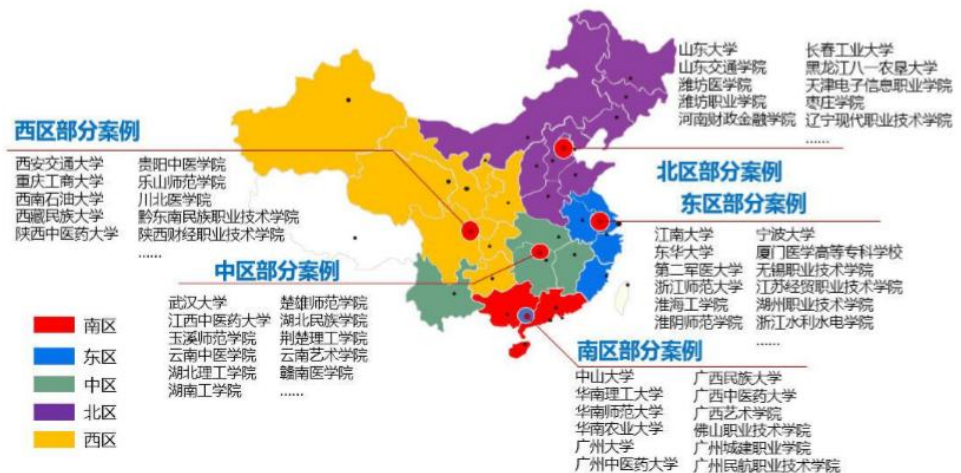 山东大学 长春工业大学
山东交通学院 黑龙江八一农垦大学
潍坊医学院 天津电子信息职业学院
潍坊职业学院 枣庄学院
河南财政金融学院 辽宁现代职业技术学院
......
北区部分案例
西区部分案例
西安交通大学 贵阳中医学院
重庆工商大学 乐山师范学院
西南石油大学 川北医学院
西藏民族大学 黔东南民族职业技术学院
陕西中医药大学 陕西财经职业技术学院
......
东区部分案例
江南大学 宁波大学
东华大学 厦门医学高等专科学校
第二军医大学 无锡职业技术学院
浙江师范大学 江苏经贸职业技术学院
淮海工学院 湖州职业技术学院
淮阴师范学院 浙江水利水电学院
......
中区部分案例
武汉大学 楚雄师范学院
江西中医药大学 湖北民族学院
玉溪师范学院 荆楚理工学院
云南中医学院 云南艺术学院
湖北理工学院 赣南医学院
湖南工学院 ......
南区部分案例
中山大学 广西民族大学
华南理工大学 广西中医药大学
华南师范大学 广西艺术学院
华南农业大学 佛山职业技术学院
广州大学 广州城建职业学院
广州中医药大学 广州民航职业技术学院
南区
东区
中区
北区
西区